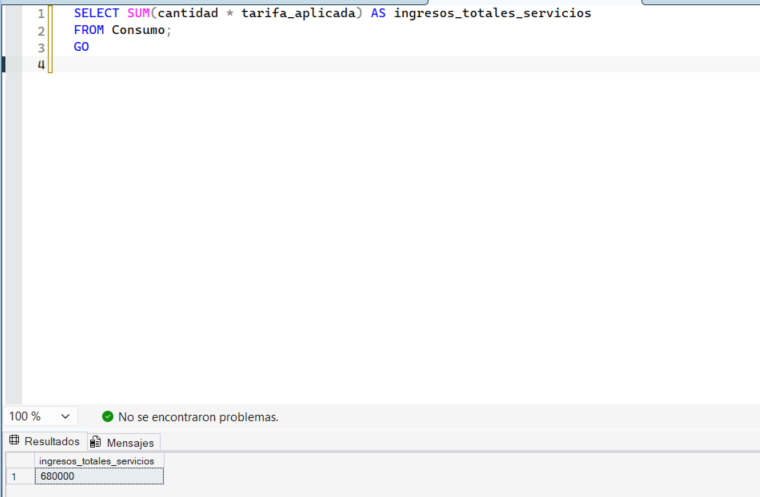 1 SELECT SUM(cantidad * tarifa_aplicada) AS ingresos_totales_servicios
2 FROM Consumo;
3 GO
4
100 %
No se encontraron problemas.
Resultados Mensajes
ingresos_totales_servicios
1 680000